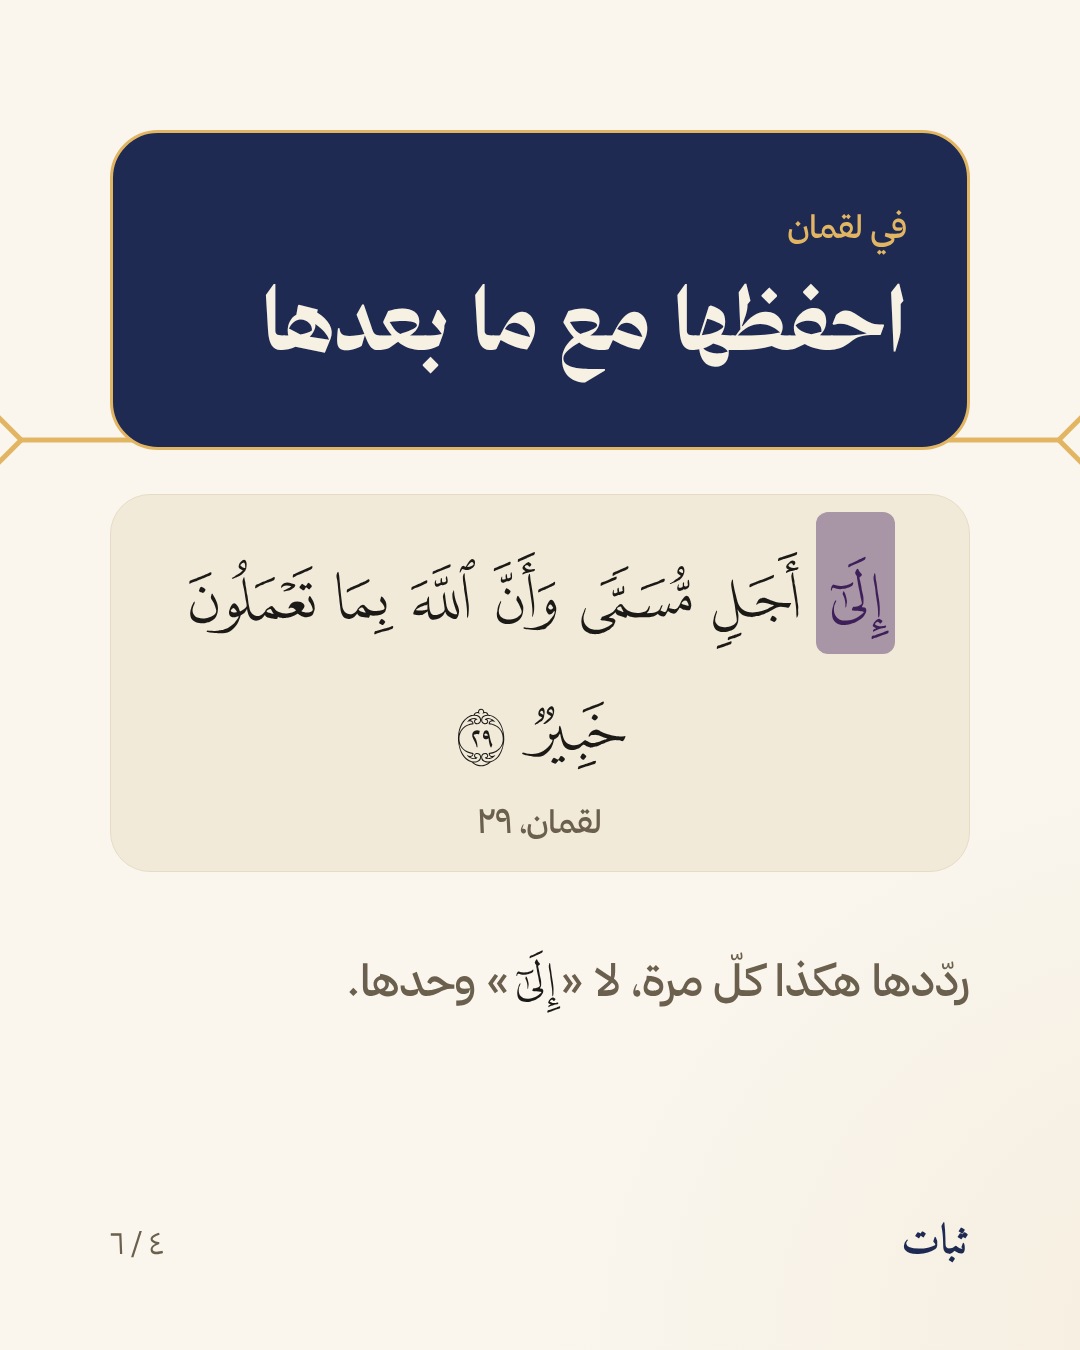 في لقمان
احفظها مع ما بعدها
إِلَىٰٓ أَجَلٍ مُّسَمًّى وَأَنَّ ٱللَّهَ بِمَا تَعْمَلُونَ
خَبِيرٌ ٢٩
لقمان، ٢٩
ردّدها هكذا كلّ مرة، لا «إِلَىٰٓ» وحدها.
ثبات
٤ / ٦